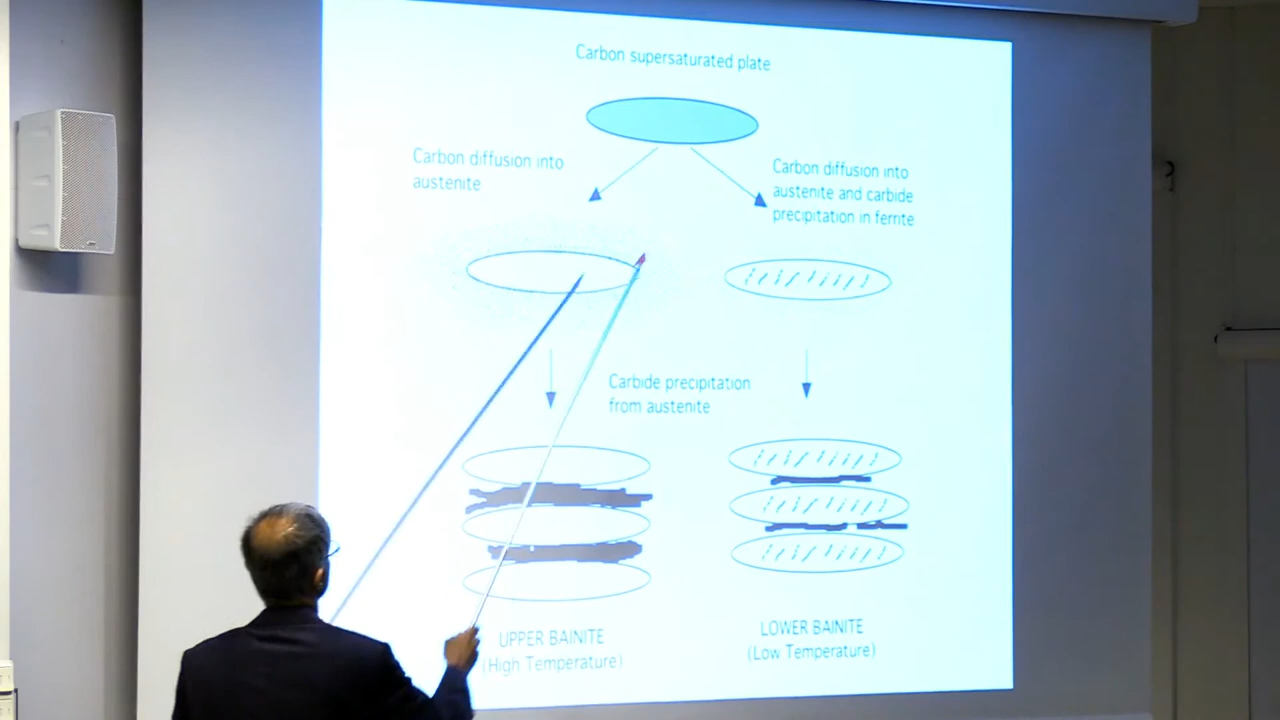 Carbon supersaturated plate
Carbon diffusion into
austenite
Carbon diffusion into
austenite and carbide
precipitation in ferrite
Carbide precipitation
from austenite
UPPER BAINITE
(High Temperature)
LOWER BAINITE
(Low Temperature)